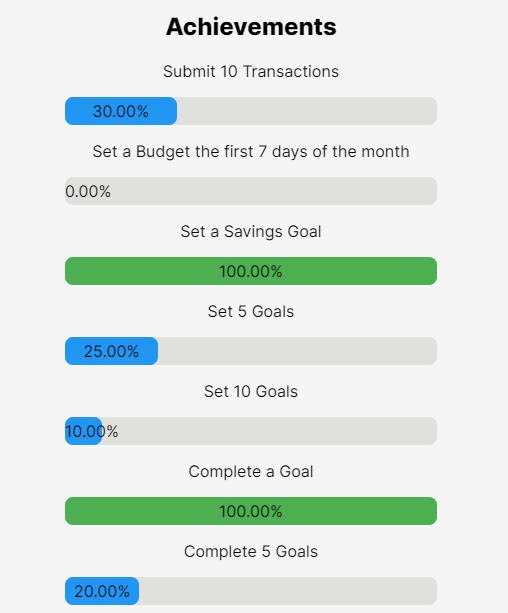 Achievements
Submit 10 Transactions
30.00%
Set a Budget the first 7 days of the month
0.00%
Set a Savings Goal
100.00%
Set 5 Goals
25.00%
Set 10 Goals
10.00%
Complete a Goal
100.00%
Complete 5 Goals
20.00%